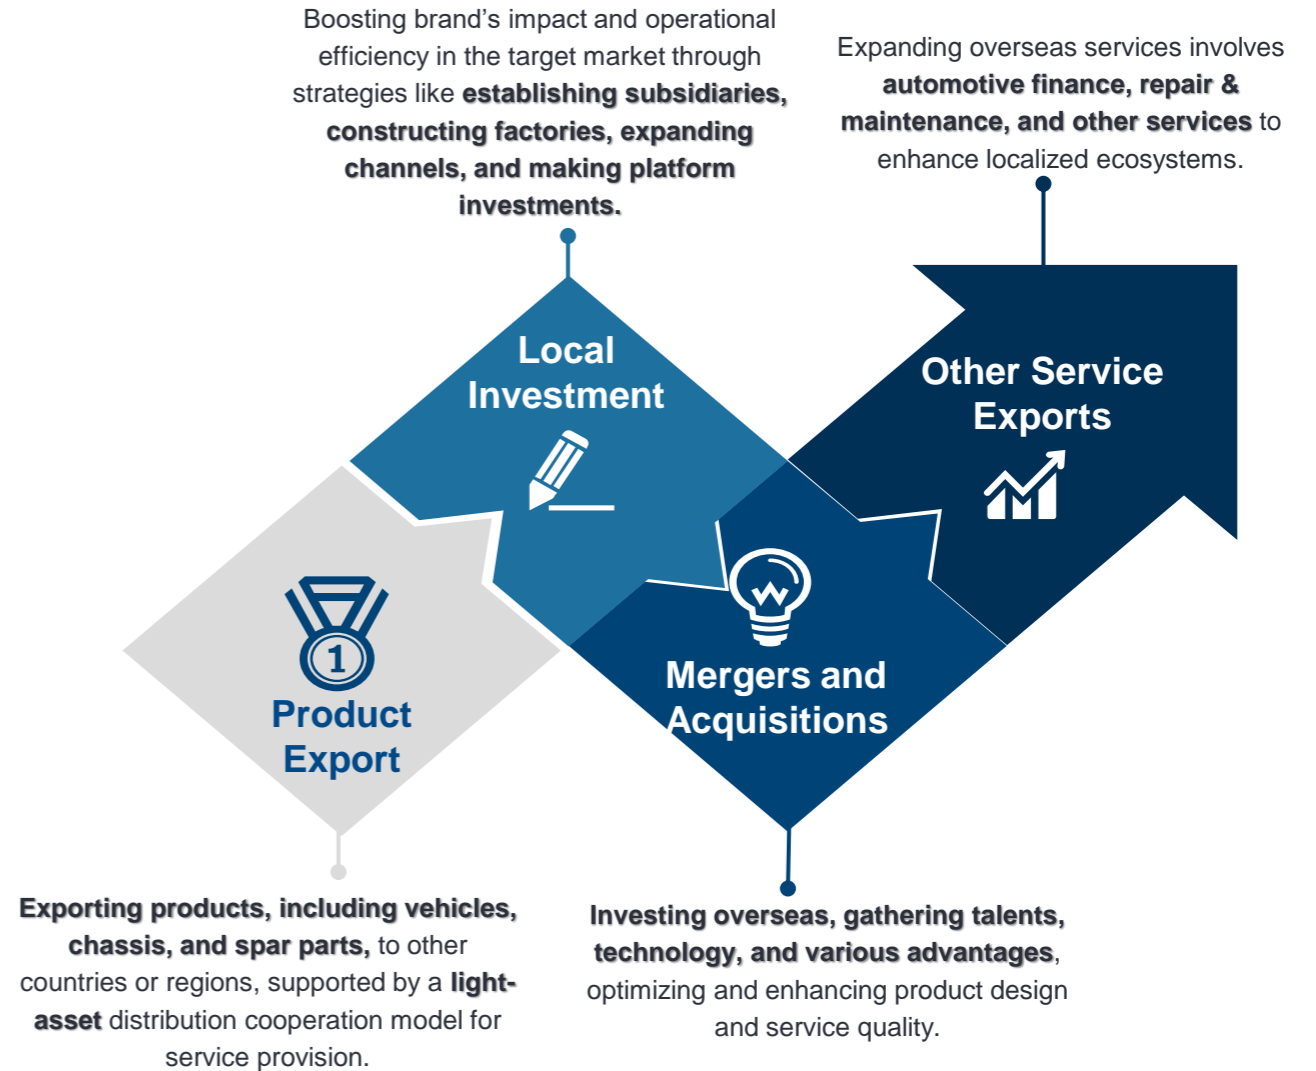 Boosting brand’s impact and operational
efficiency in the target market through
strategies like establishing subsidiaries,
constructing factories, expanding
channels, and making platform
investments.
Expanding overseas services involves
automotive finance, repair &
maintenance, and other services to
enhance localized ecosystems.
Local
Investment
Other Service
Exports
1
Product
Export
Mergers and
Acquisitions
Exporting products, including vehicles,
chassis, and spar parts, to other
countries or regions, supported by a light-
asset distribution cooperation model for
service provision.
Investing overseas, gathering talents,
technology, and various advantages,
optimizing and enhancing product design
and service quality.